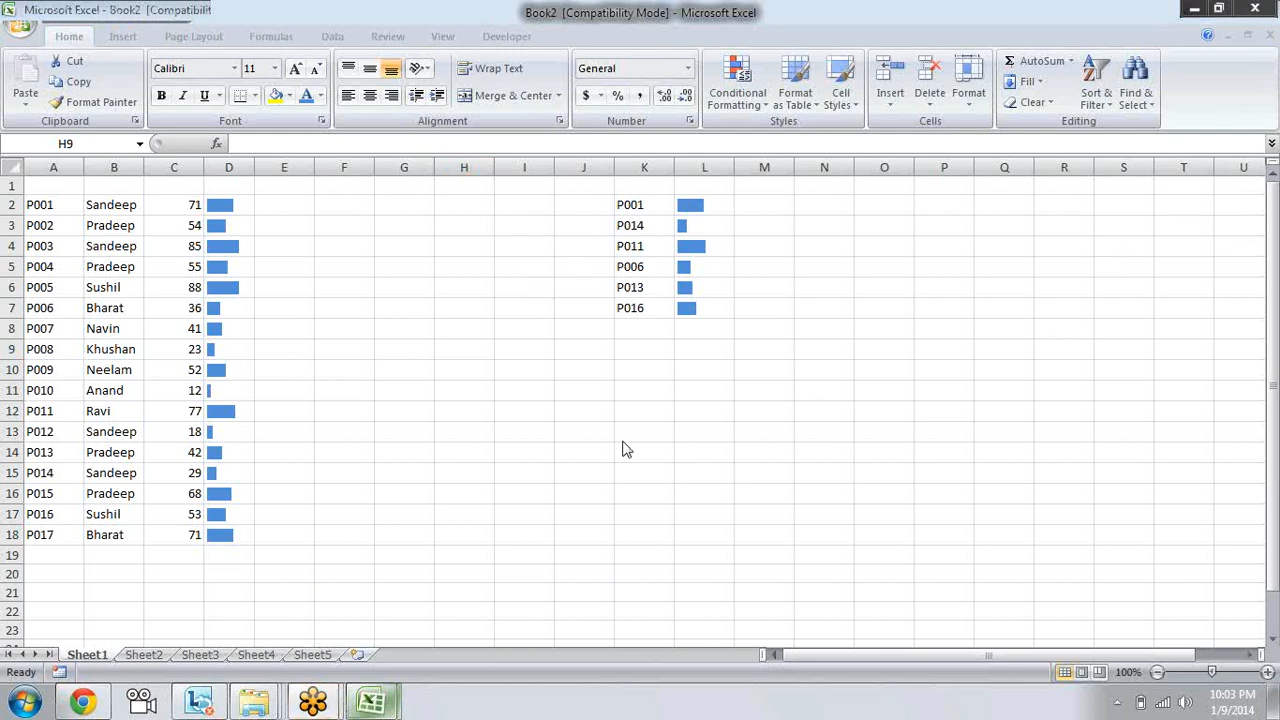 Microsoft Excel - Book2 [Compatibilit
Book2 [Compatibility Mode] - Microsoft Excel
Home Insert Page Layout Formulas Data Review View Developer
Paste Cut Copy Format Painter Clipboard
Calibri 11 B I U A A A Font
Wrap Text Merge & Center Alignment
General $ % , Number
Conditional Formatting Format as Table Cell Styles Styles
Insert Delete Format Cells
Σ AutoSum Fill Clear Sort & Filter Find & Select Editing
H9 fx
A B C D E F G H I J K L M N O P Q R S T U
1
2 P001 Sandeep 71 P001
3 P002 Pradeep 54 P014
4 P003 Sandeep 85 P011
5 P004 Pradeep 55 P006
6 P005 Sushil 88 P013
7 P006 Bharat 36 P016
8 P007 Navin 41
9 P008 Khushan 23
10 P009 Neelam 52
11 P010 Anand 12
12 P011 Ravi 77
13 P012 Sandeep 18
14 P013 Pradeep 42
15 P014 Sandeep 29
16 P015 Pradeep 68
17 P016 Sushil 53
18 P017 Bharat 71
19
20
21
22
23
Sheet1 Sheet2 Sheet3 Sheet4 Sheet5
Ready 100%
10:03 PM
1/9/2014